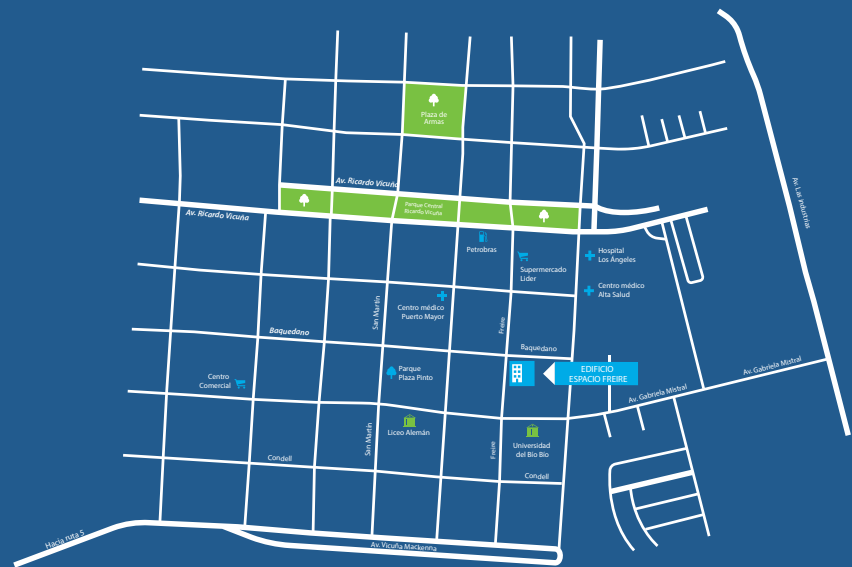 Plaza de
Armas
Av. Ricardo Vicuña
Parque Central
Ricardo Vicuña
Av. Ricardo Vicuña
Av. Las industrias
Petrobras
Hospital
Los Ángeles
Supermercado
Lider
Centro médico
Alta Salud
San Martín
Centro médico
Puerto Mayor
Freire
Baquedano
Baquedano
Parque
Plaza Pinto
Centro
Comercial
EDIFICIO
ESPACIO FREIRE
Av. Gabriela Mistral
Av. Gabriela Mistral
San Martín
Liceo Alemán
Freire
Universidad
del Bío Bío
Condell
Condell
Hacia ruta 5
Av. Vicuña Mackenna